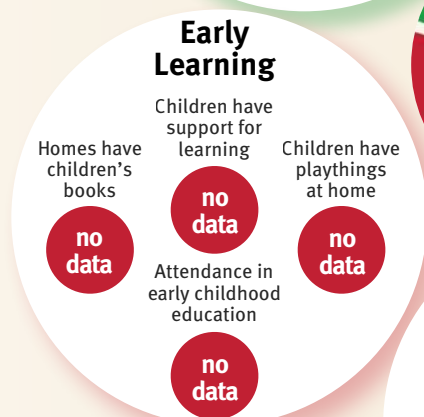 Early
Learning
Children have
support for
learning
no
data
Homes have
children’s
books
no
data
Children have
playthings
at home
no
data
Attendance in
early childhood
education
no
data